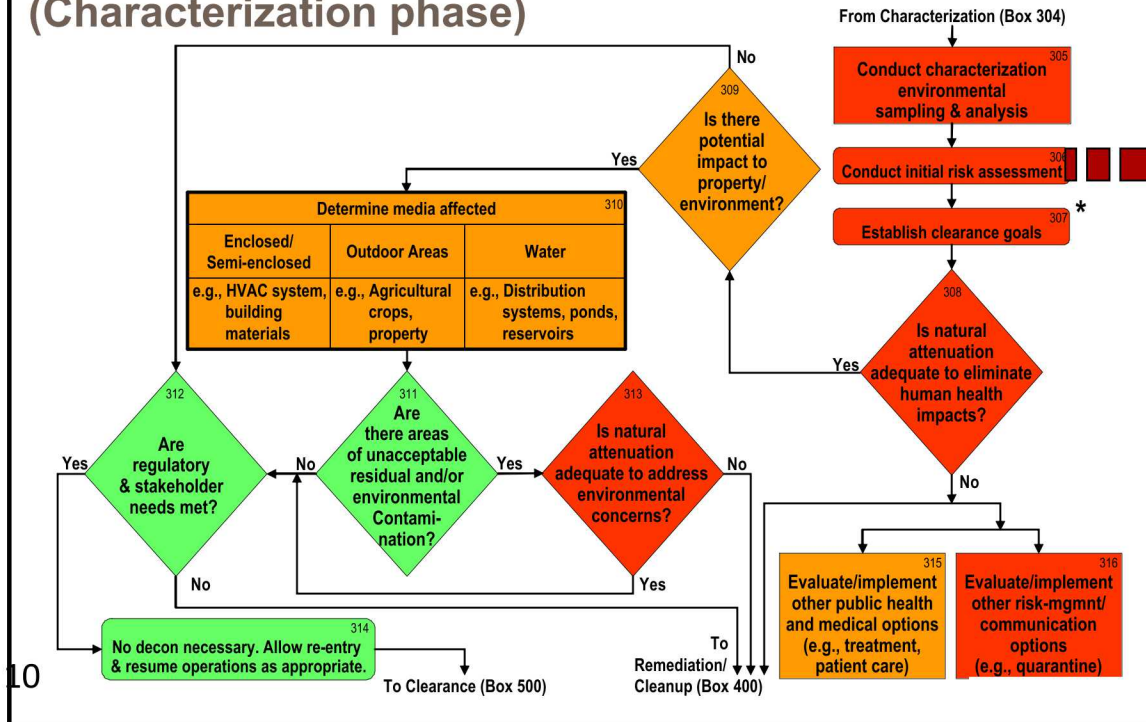 (Characterization phase)
From Characterization (Box 304)
305
Conduct characterization
environmental
sampling & analysis
306
Conduct initial risk assessment
307
*
Establish clearance goals
308
Is natural
attenuation
adequate to eliminate
human health
impacts?
Yes
No
No
309
Is there
potential
impact to
property/
environment?
Yes
310
Determine media affected
Enclosed/
Semi-enclosed
Outdoor Areas
Water
e.g., HVAC system,
building
materials
e.g., Agricultural
crops,
property
e.g., Distribution
systems, ponds,
reservoirs
312
Are
regulatory
& stakeholder
needs met?
Yes
No
311
Are
there areas
of unacceptable
residual and/or
environmental
Contami-
nation?
No
Yes
313
Is natural
attenuation
adequate to address
environmental
concerns?
No
Yes
314
No decon necessary. Allow re-entry
& resume operations as appropriate.
To Clearance (Box 500)
To
Remediation/
Cleanup (Box 400)
315
Evaluate/implement
other public health
and medical options
(e.g., treatment,
patient care)
316
Evaluate/implement
other risk-mgmnt/
communication
options
(e.g., quarantine)
10